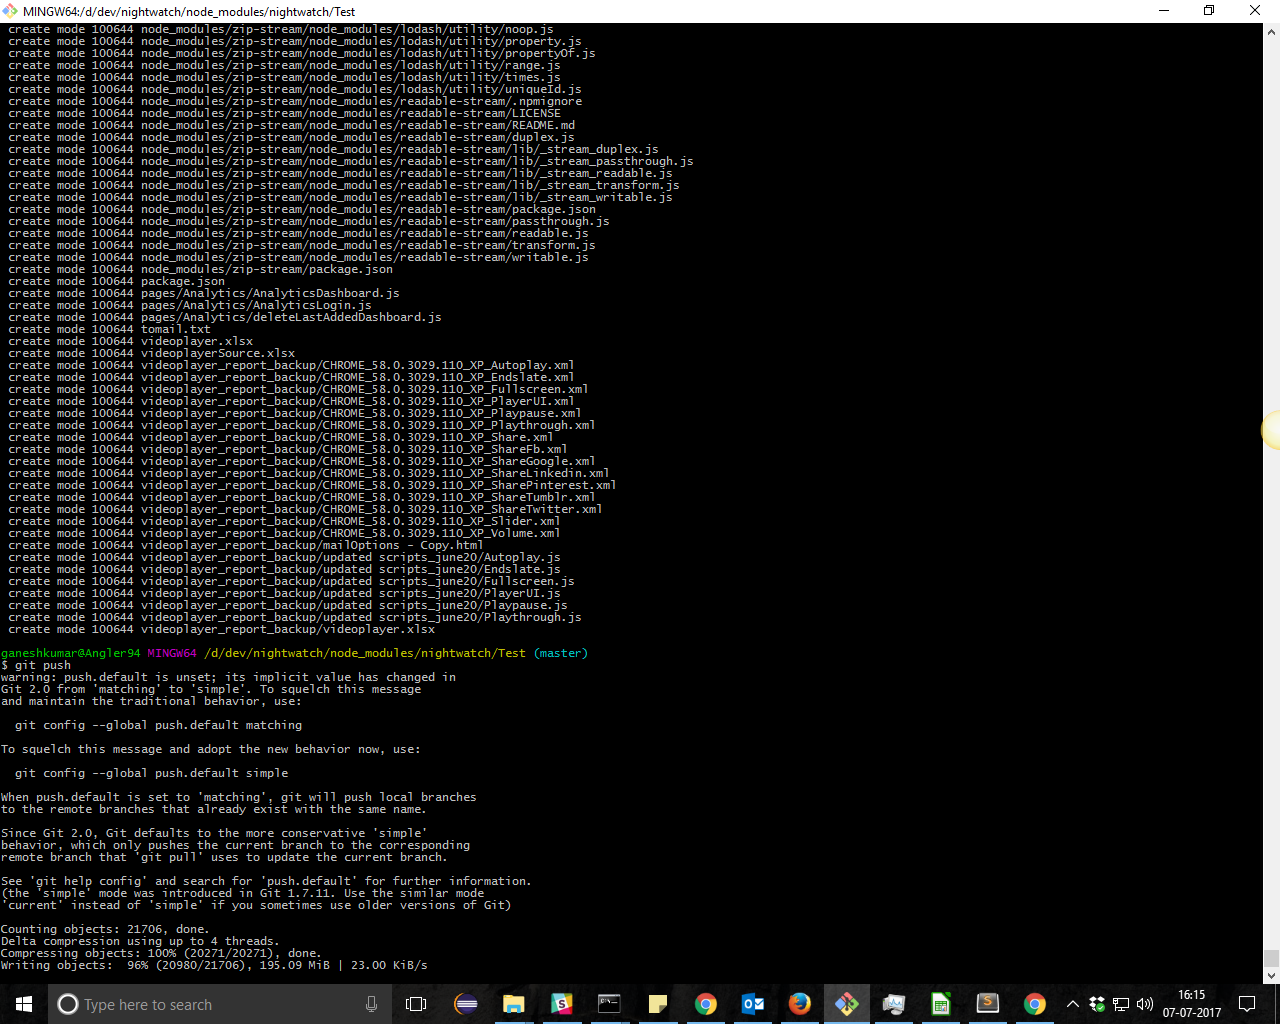 MINGW64:/d/dev/nightwatch/node_modules/nightwatch/Test
create mode 100644 node_modules/zip-stream/node_modules/lodash/utility/noop.js
create mode 100644 node_modules/zip-stream/node_modules/lodash/utility/property.js
create mode 100644 node_modules/zip-stream/node_modules/lodash/utility/propertyOf.js
create mode 100644 node_modules/zip-stream/node_modules/lodash/utility/range.js
create mode 100644 node_modules/zip-stream/node_modules/lodash/utility/times.js
create mode 100644 node_modules/zip-stream/node_modules/lodash/utility/uniqueId.js
create mode 100644 node_modules/zip-stream/node_modules/readable-stream/.npmignore
create mode 100644 node_modules/zip-stream/node_modules/readable-stream/LICENSE
create mode 100644 node_modules/zip-stream/node_modules/readable-stream/README.md
create mode 100644 node_modules/zip-stream/node_modules/readable-stream/duplex.js
create mode 100644 node_modules/zip-stream/node_modules/readable-stream/lib/_stream_duplex.js
create mode 100644 node_modules/zip-stream/node_modules/readable-stream/lib/_stream_passthrough.js
create mode 100644 node_modules/zip-stream/node_modules/readable-stream/lib/_stream_readable.js
create mode 100644 node_modules/zip-stream/node_modules/readable-stream/lib/_stream_transform.js
create mode 100644 node_modules/zip-stream/node_modules/readable-stream/lib/_stream_writable.js
create mode 100644 node_modules/zip-stream/node_modules/readable-stream/package.json
create mode 100644 node_modules/zip-stream/node_modules/readable-stream/passthrough.js
create mode 100644 node_modules/zip-stream/node_modules/readable-stream/readable.js
create mode 100644 node_modules/zip-stream/node_modules/readable-stream/transform.js
create mode 100644 node_modules/zip-stream/node_modules/readable-stream/writable.js
create mode 100644 node_modules/zip-stream/package.json
create mode 100644 package.json
create mode 100644 pages/Analytics/AnalyticsDashboard.js
create mode 100644 pages/Analytics/AnalyticsLogin.js
create mode 100644 pages/Analytics/deleteLastAddedDashboard.js
create mode 100644 tomail.txt
create mode 100644 videoplayer.xlsx
create mode 100644 videoplayerSource.xlsx
create mode 100644 videoplayer_report_backup/CHROME_58.0.3029.110_XP_Autoplay.xml
create mode 100644 videoplayer_report_backup/CHROME_58.0.3029.110_XP_Endslate.xml
create mode 100644 videoplayer_report_backup/CHROME_58.0.3029.110_XP_Fullscreen.xml
create mode 100644 videoplayer_report_backup/CHROME_58.0.3029.110_XP_PlayerUI.xml
create mode 100644 videoplayer_report_backup/CHROME_58.0.3029.110_XP_Playpause.xml
create mode 100644 videoplayer_report_backup/CHROME_58.0.3029.110_XP_Playthrough.xml
create mode 100644 videoplayer_report_backup/CHROME_58.0.3029.110_XP_Share.xml
create mode 100644 videoplayer_report_backup/CHROME_58.0.3029.110_XP_ShareFb.xml
create mode 100644 videoplayer_report_backup/CHROME_58.0.3029.110_XP_ShareGoogle.xml
create mode 100644 videoplayer_report_backup/CHROME_58.0.3029.110_XP_ShareLinkedin.xml
create mode 100644 videoplayer_report_backup/CHROME_58.0.3029.110_XP_SharePinterest.xml
create mode 100644 videoplayer_report_backup/CHROME_58.0.3029.110_XP_ShareTumblr.xml
create mode 100644 videoplayer_report_backup/CHROME_58.0.3029.110_XP_ShareTwitter.xml
create mode 100644 videoplayer_report_backup/CHROME_58.0.3029.110_XP_Slider.xml
create mode 100644 videoplayer_report_backup/CHROME_58.0.3029.110_XP_Volume.xml
create mode 100644 videoplayer_report_backup/mailOptions - Copy.html
create mode 100644 videoplayer_report_backup/updated scripts_june20/Autoplay.js
create mode 100644 videoplayer_report_backup/updated scripts_june20/Endslate.js
create mode 100644 videoplayer_report_backup/updated scripts_june20/Fullscreen.js
create mode 100644 videoplayer_report_backup/updated scripts_june20/PlayerUI.js
create mode 100644 videoplayer_report_backup/updated scripts_june20/Playpause.js
create mode 100644 videoplayer_report_backup/updated scripts_june20/Playthrough.js
create mode 100644 videoplayer_report_backup/videoplayer.xlsx
ganeshkumar@Angler94 MINGW64 /d/dev/nightwatch/node_modules/nightwatch/Test (master)
$ git push
warning: push.default is unset; its implicit value has changed in
Git 2.0 from 'matching' to 'simple'. To squelch this message
and maintain the traditional behavior, use:
git config --global push.default matching
To squelch this message and adopt the new behavior now, use:
git config --global push.default simple
When push.default is set to 'matching', git will push local branches
to the remote branches that already exist with the same name.
Since Git 2.0, Git defaults to the more conservative 'simple'
behavior, which only pushes the current branch to the corresponding
remote branch that 'git pull' uses to update the current branch.
See 'git help config' and search for 'push.default' for further information.
(the 'simple' mode was introduced in Git 1.7.11. Use the similar mode
'current' instead of 'simple' if you sometimes use older versions of Git)
Counting objects: 21706, done.
Delta compression using up to 4 threads.
Compressing objects: 100% (20271/20271), done.
Writing objects:  96% (20980/21706), 195.09 MiB | 23.00 KiB/s
Type here to search
16:15
07-07-2017